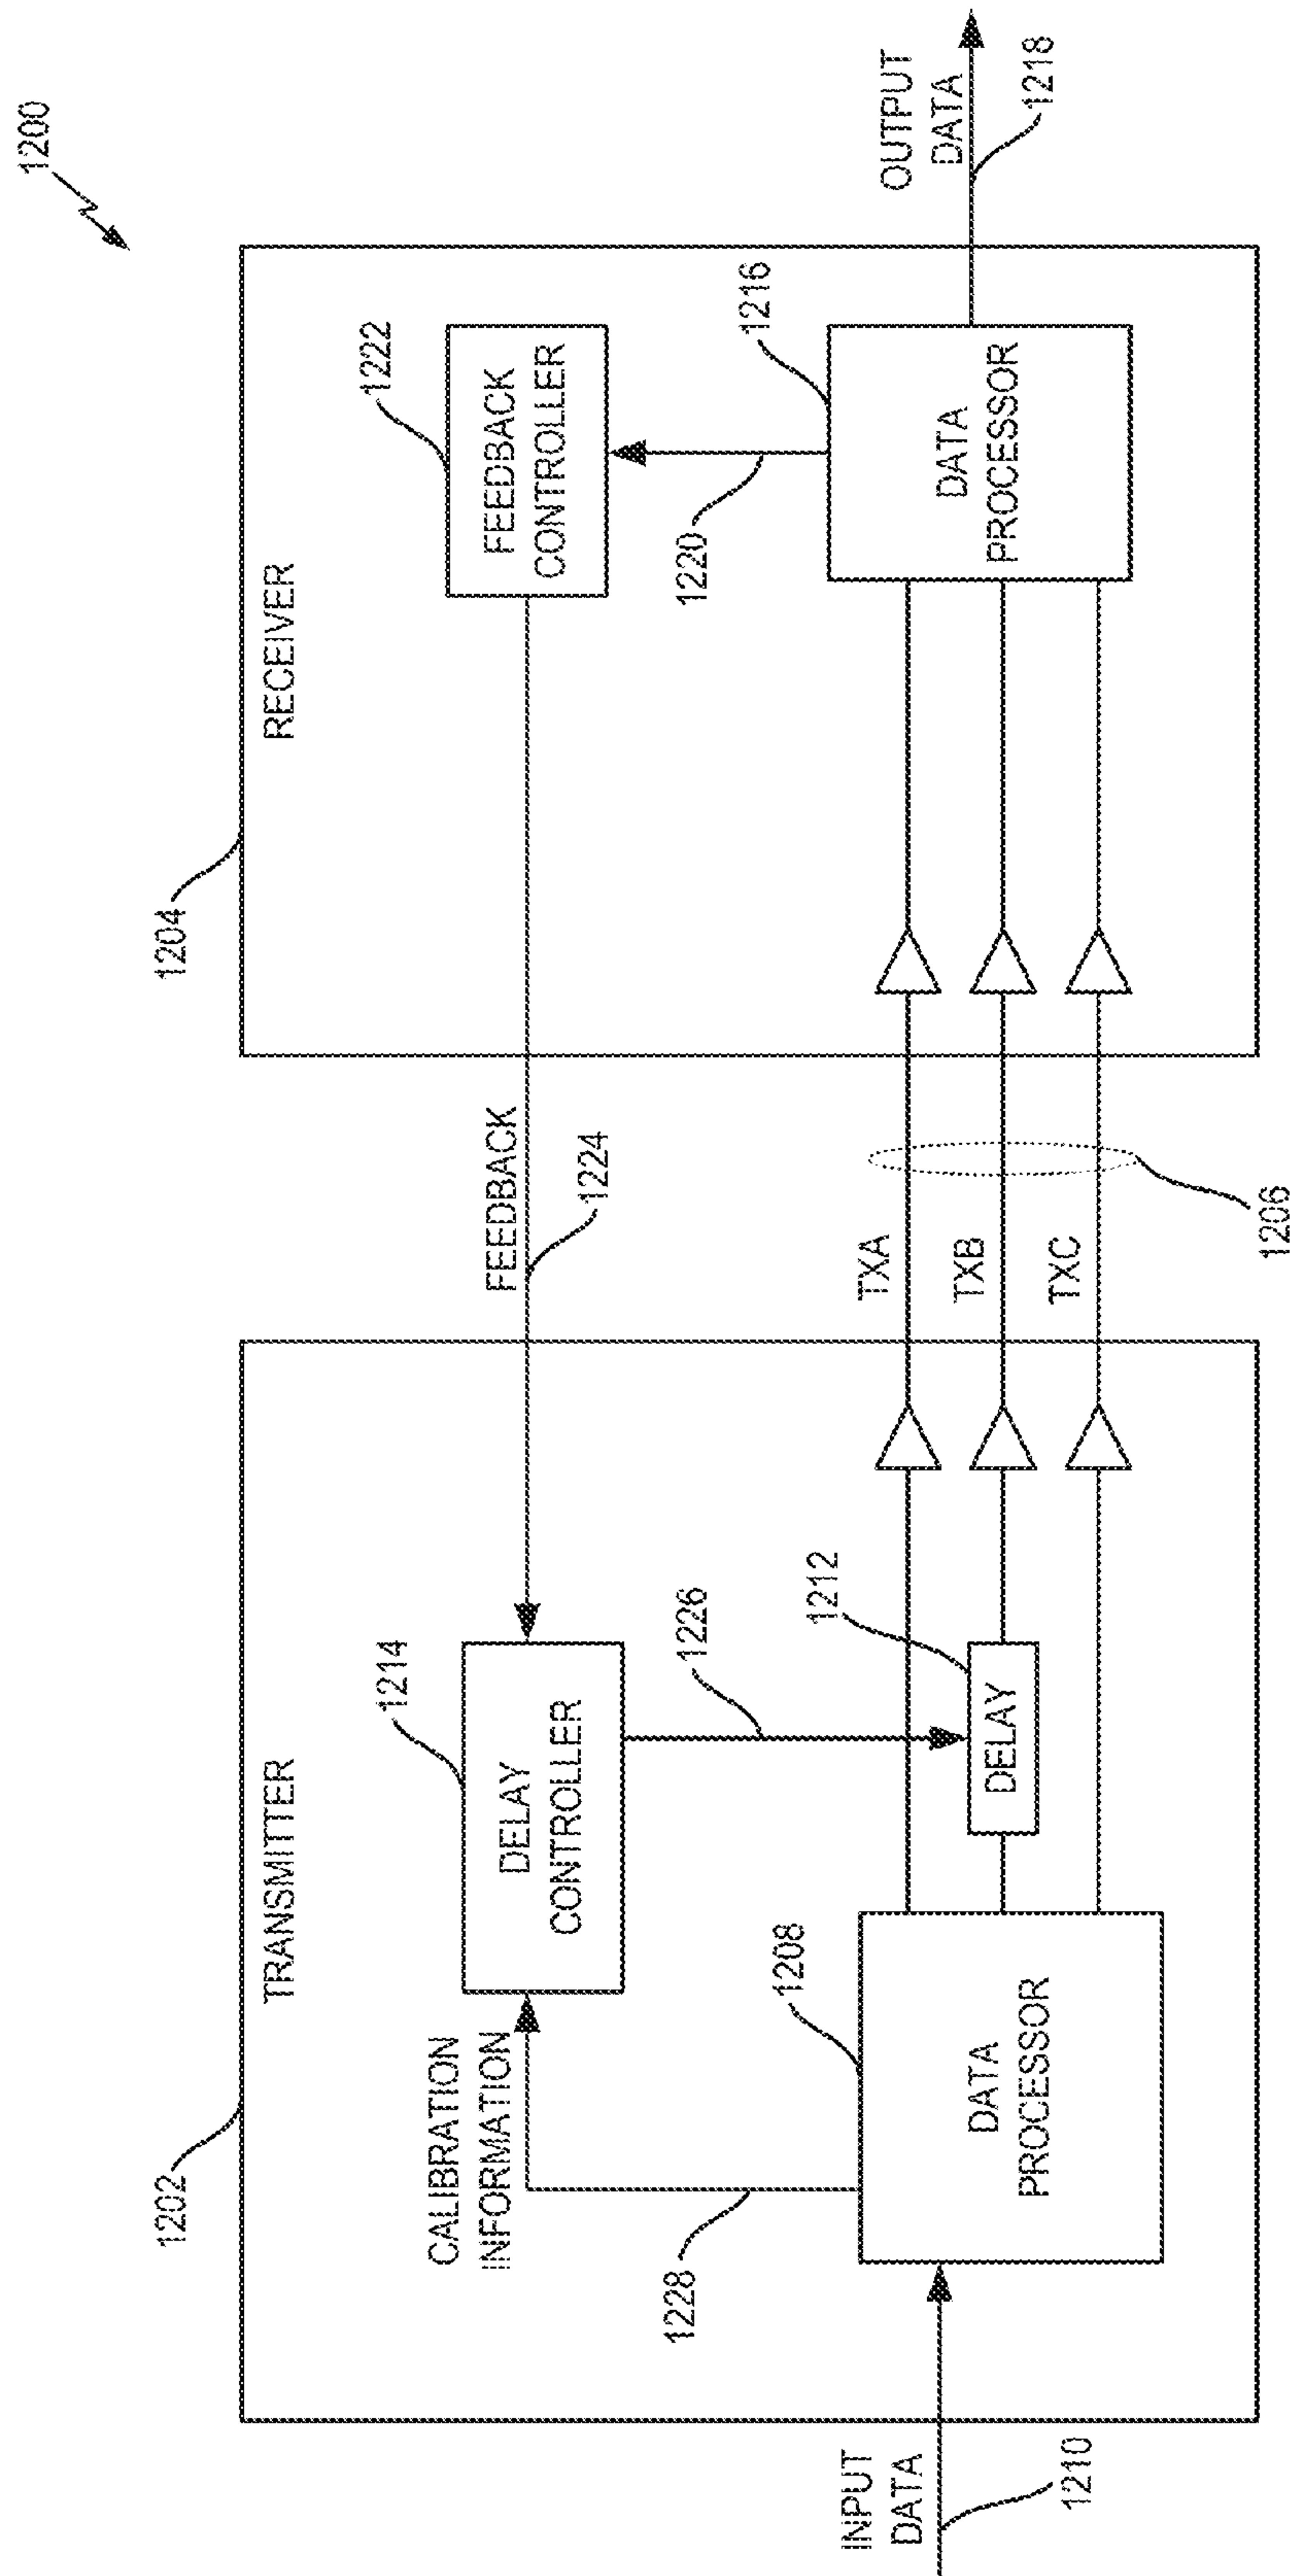 1200
1202
TRANSMITTER
1204
RECEIVER
CALIBRATION
INFORMATION
1214
DELAY
CONTROLLER
FEEDBACK
1224
1222
FEEDBACK
CONTROLLER
1228
1226
1220
INPUT
DATA
1210
1208
DATA
PROCESSOR
1212
DELAY
TXA
TXB
TXC
1206
1216
DATA
PROCESSOR
OUTPUT
DATA
1218